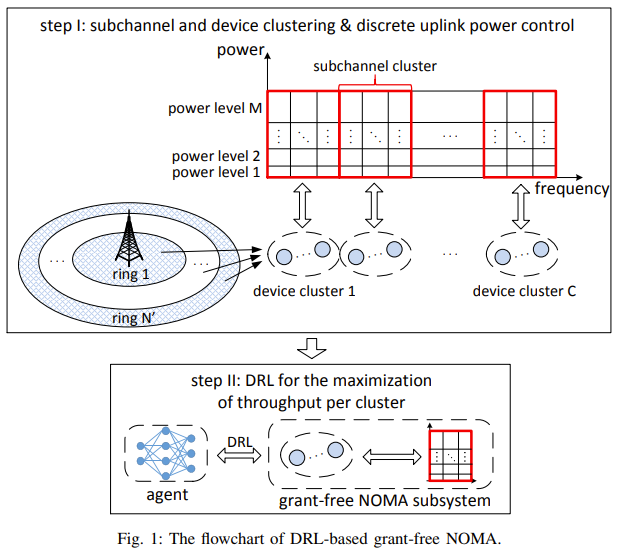 step I: subchannel and device clustering & discrete uplink power control
power
subchannel cluster
power level M
power level 2
power level 1
frequency
ring 1
ring N'
device cluster 1
device cluster C
step II: DRL for the maximization
of throughput per cluster
DRL
agent
grant-free NOMA subsystem
Fig. 1: The flowchart of DRL-based grant-free NOMA.